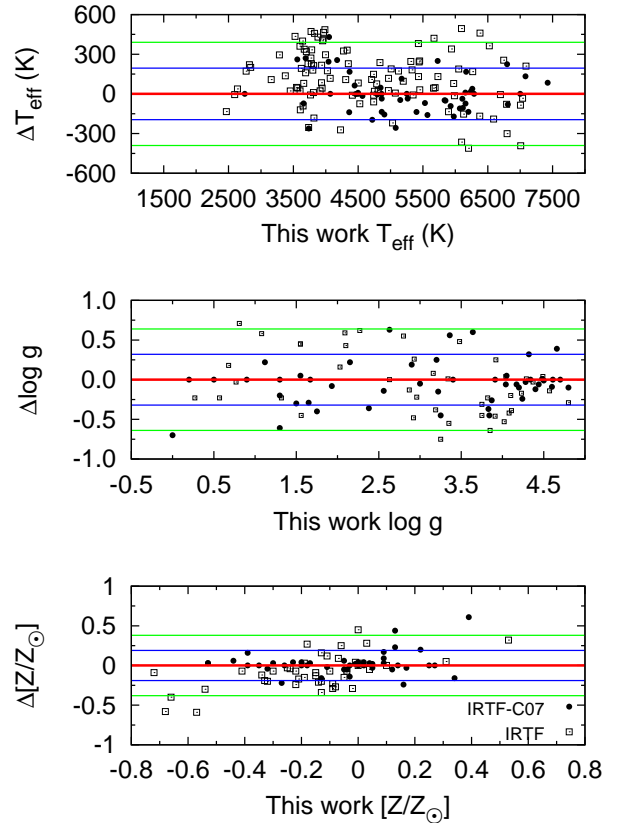 600
300
0
-300
-600
ΔT_eff (K)
1500 2500 3500 4500 5500 6500 7500
This work T_eff (K)
1.0
0.5
0.0
-0.5
-1.0
Δlog g
-0.5 0.5 1.5 2.5 3.5 4.5
This work log g
1
0.5
0
-0.5
-1
Δ[Z/Z⊙]
IRTF-C07
IRTF
-0.8 -0.6 -0.4 -0.2 0 0.2 0.4 0.6 0.8
This work [Z/Z⊙]